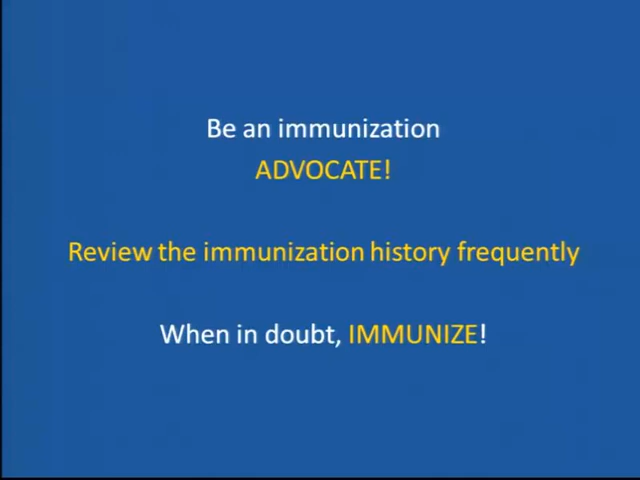 Be an immunization
ADVOCATE!
Review the immunization history frequently
When in doubt, IMMUNIZE!